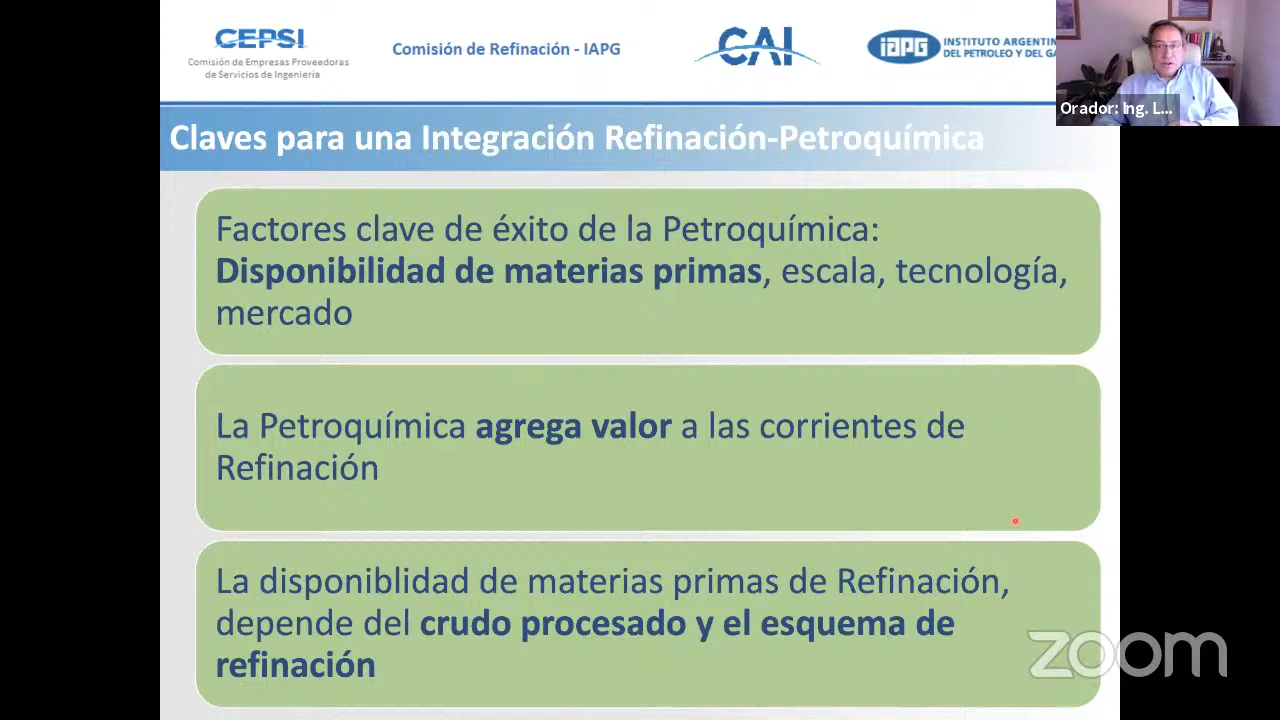 CEPSI
Comisión de Empresas Proveedoras
de Servicios de Ingeniería
Comisión de Refinación - IAPG
CAI
iAPG
INSTITUTO ARGENTIN
DEL PETROLEO Y DEL GA
Orador: Ing. L...
Claves para una Integración Refinación-Petroquímica
Factores clave de éxito de la Petroquímica:
Disponibilidad de materias primas, escala, tecnología,
mercado
La Petroquímica agrega valor a las corrientes de
Refinación
La disponiblidad de materias primas de Refinación,
depende del crudo procesado y el esquema de
refinación
zoom